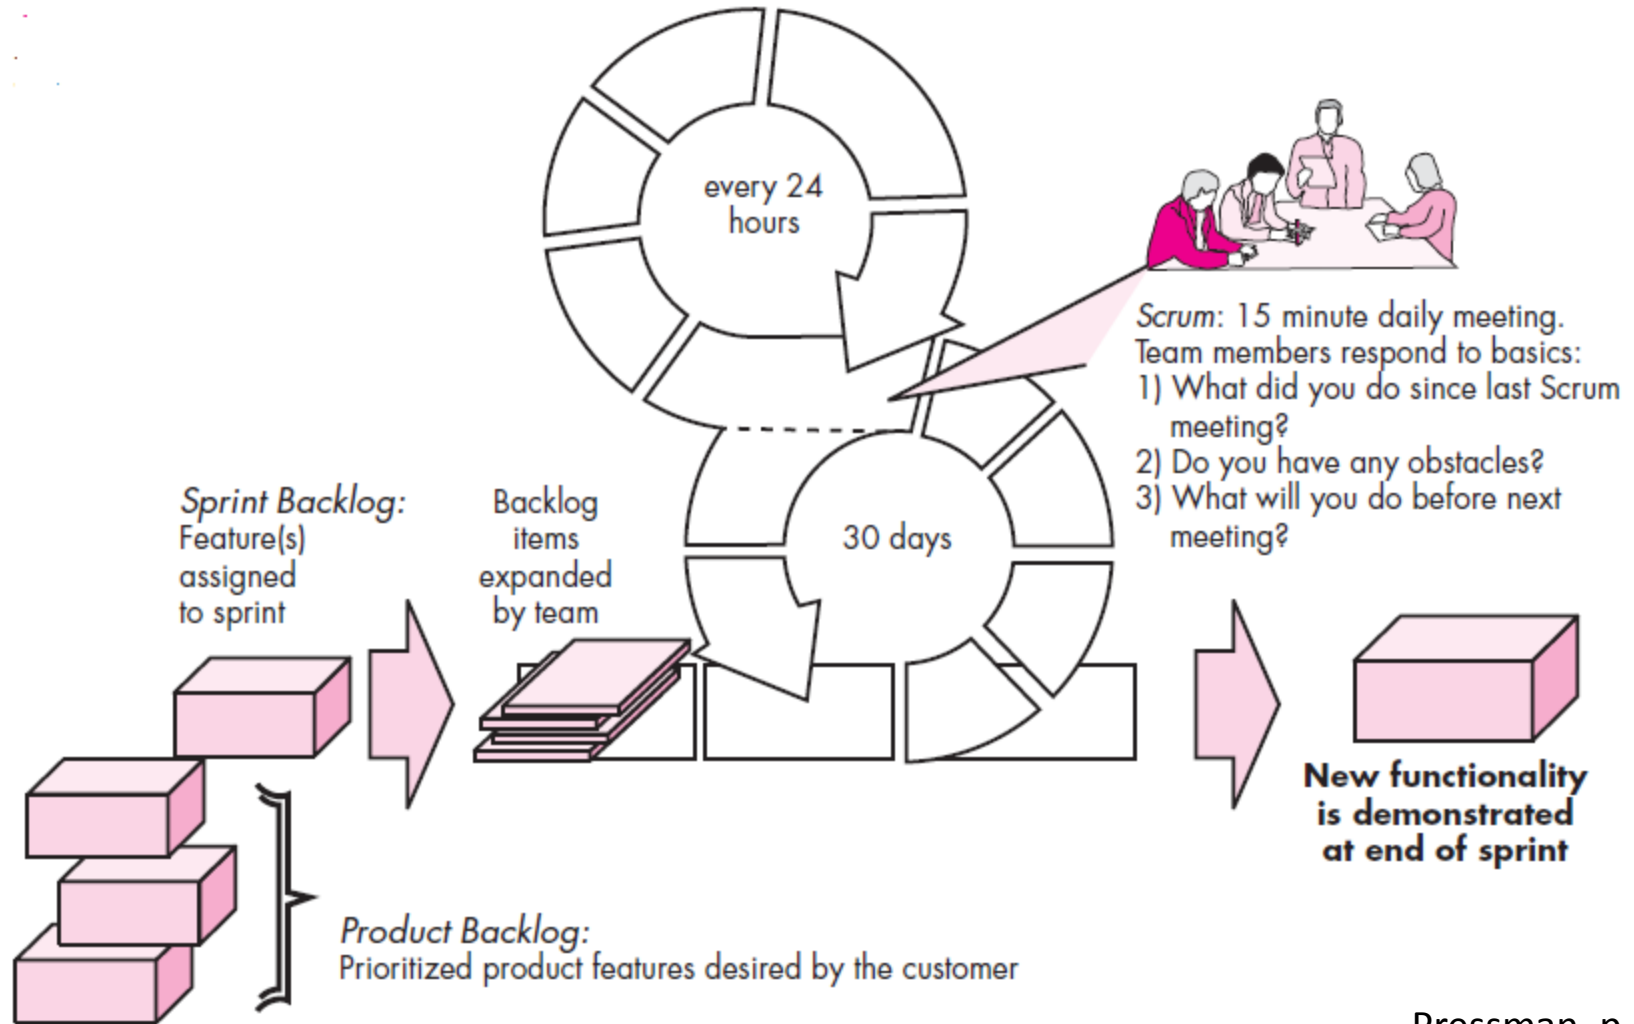 every 24
hours
Scrum: 15 minute daily meeting.
Team members respond to basics:
1) What did you do since last Scrum
meeting?
2) Do you have any obstacles?
3) What will you do before next
meeting?
Sprint Backlog:
Feature(s)
assigned
to sprint
Backlog
items
expanded
by team
30 days
New functionality
is demonstrated
at end of sprint
Product Backlog:
Prioritized product features desired by the customer
Pressman, p